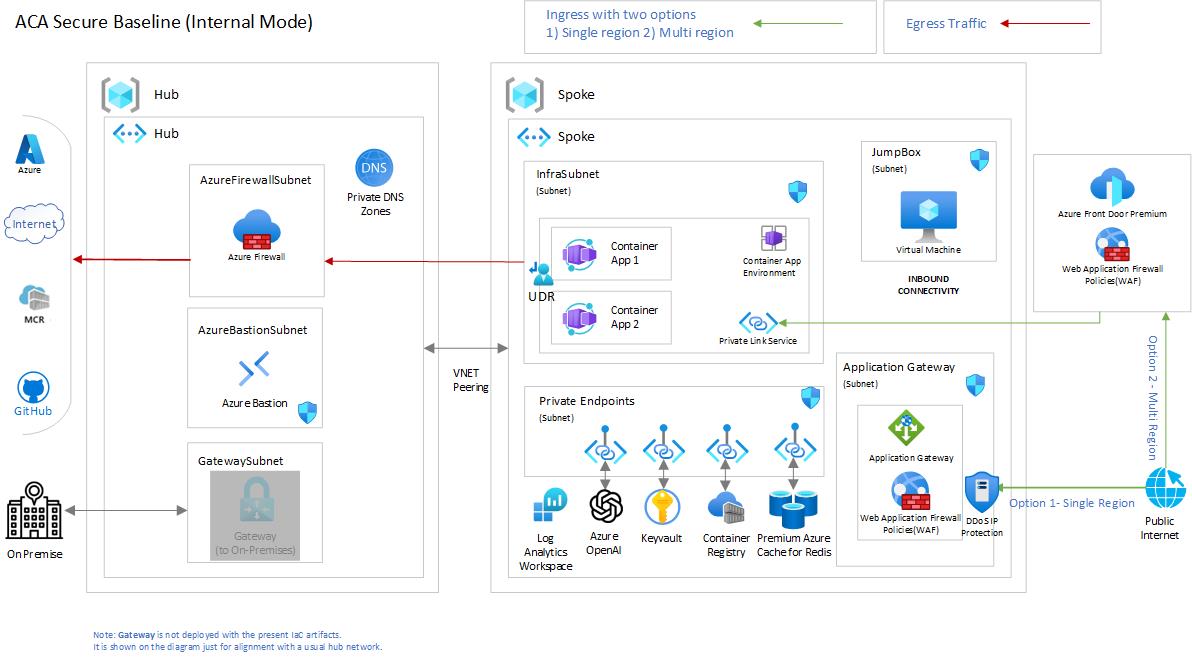 ACA Secure Baseline (Internal Mode)
Ingress with two options
1) Single region 2) Multi region
Egress Traffic
Hub
Hub
Azure
Internet
MCR
GitHub
On Premise
AzureFirewallSubnet
Azure Firewall
DNS
Private DNS
Zones
AzureBastionSubnet
Azure Bastion
GatewaySubnet
Gateway
(to On-Premises)
VNET
Peering
Spoke
Spoke
InfraSubnet
(Subnet)
Container
App 1
Container App
Environment
UDR
Container
App 2
Private Link Service
JumpBox
(Subnet)
Virtual Machine
INBOUND
CONNECTIVITY
Private Endpoints
(Subnet)
Log
Analytics
Workspace
Azure
OpenAI
Keyvault
Container
Registry
Premium Azure
Cache for Redis
Application Gateway
(Subnet)
Application Gateway
Web Application Firewall
Policies(WAF)
DDoS IP
Protection
Azure Front Door Premium
Web Application Firewall
Policies(WAF)
Option 2 - Multi Region
Option 1- Single Region
Public
Internet
Note: Gateway is not deployed with the present IaC artifacts.
It is shown on the diagram just for alignment with a usual hub network.